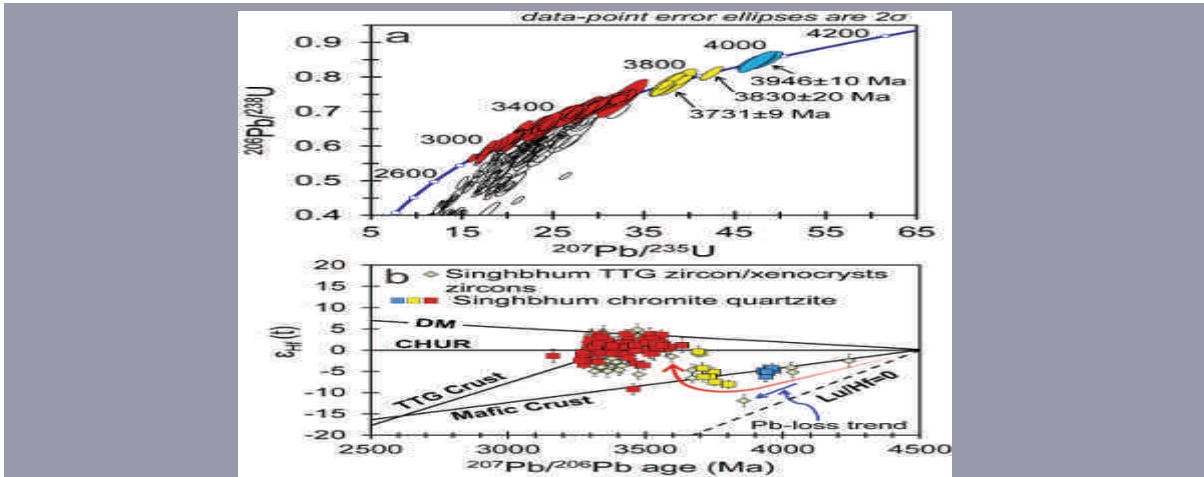 data-point error ellipses are 2σ
a
0.9
0.8
0.7
0.6
0.5
0.4
²⁰⁶Pb/²³⁸U
4200
4000
3800
3400
3000
2600
3946±10 Ma
3830±20 Ma
3731±9 Ma
5 15 25 35 45 55 65
²⁰⁷Pb/²³⁵U
b
20
15
10
5
0
-5
-10
-15
-20
εHf(t)
Singhbhum TTG zircon/xenocrysts
zircons
Singhbhum chromite quartzite
DM
CHUR
TTG Crust
Mafic Crust
Lu/Hf=0
Pb-loss trend
2500 3000 3500 4000 4500
²⁰⁷Pb/²⁰⁶Pb age (Ma)